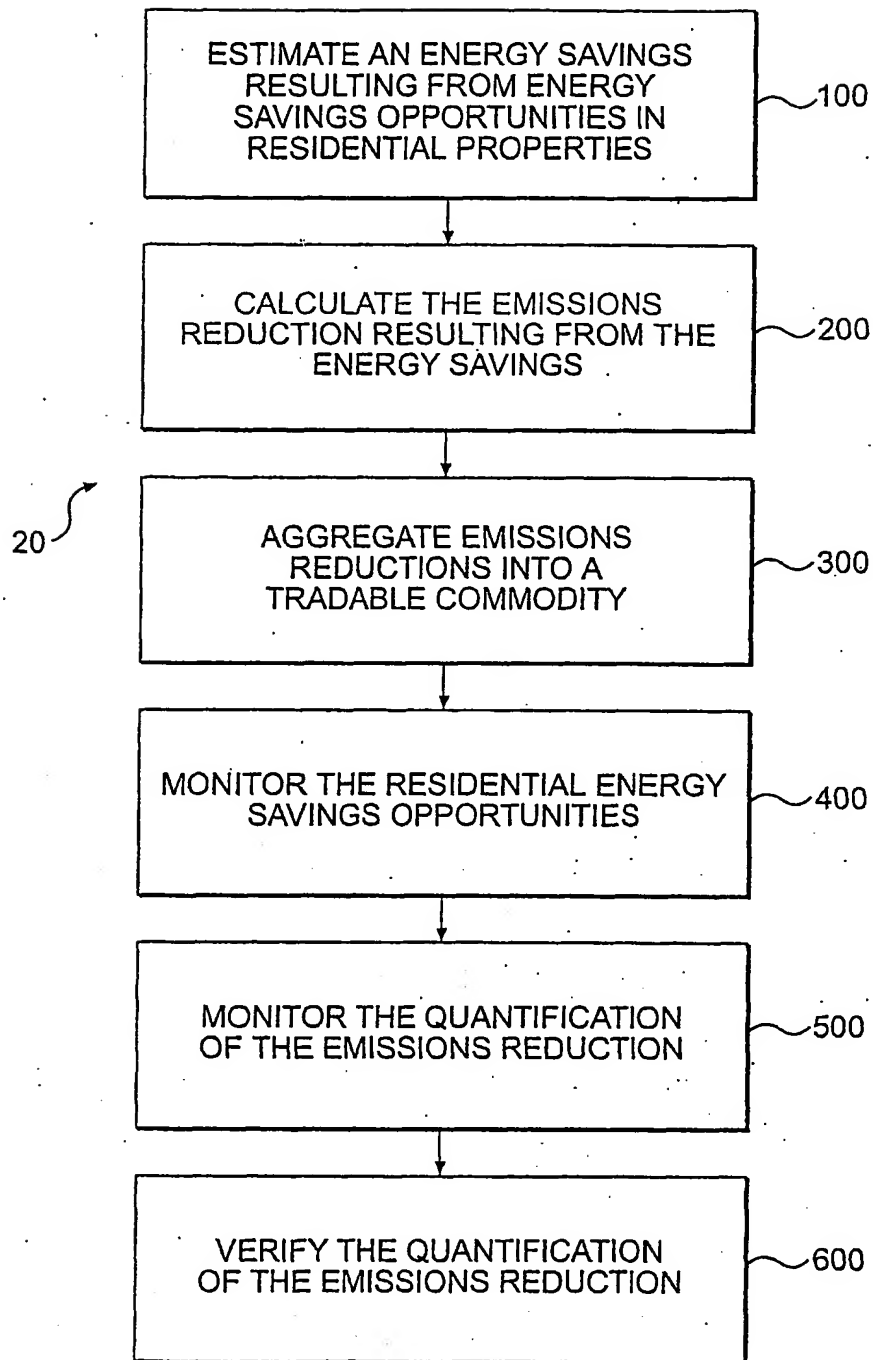 ESTIMATE AN ENERGY SAVINGS
RESULTING FROM ENERGY
SAVINGS OPPORTUNITIES IN
RESIDENTIAL PROPERTIES
100
CALCULATE THE EMISSIONS
REDUCTION RESULTING FROM THE
ENERGY SAVINGS
200
20
AGGREGATE EMISSIONS
REDUCTIONS INTO A
TRADABLE COMMODITY
300
MONITOR THE RESIDENTIAL ENERGY
SAVINGS OPPORTUNITIES
400
MONITOR THE QUANTIFICATION
OF THE EMISSIONS REDUCTION
500
VERIFY THE QUANTIFICATION
OF THE EMISSIONS REDUCTION
600